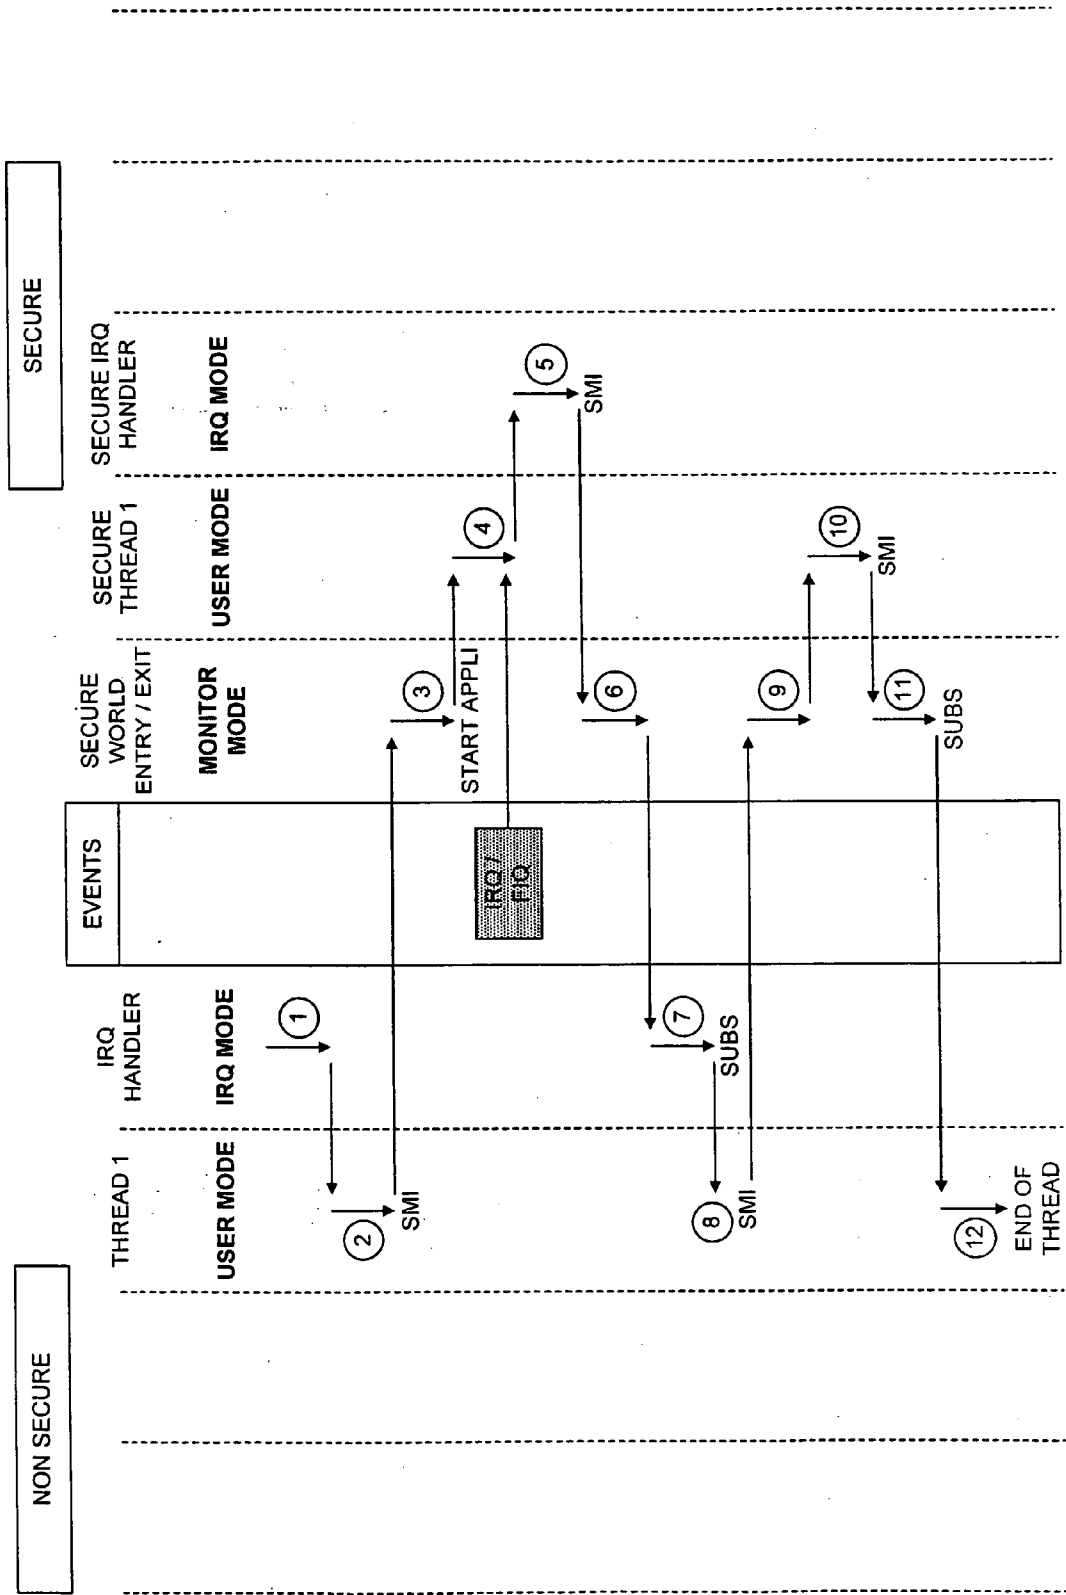 NON SECURE
SECURE
THREAD 1
USER MODE
IRQ
HANDLER
IRQ MODE
EVENTS
SECURE
WORLD
ENTRY / EXIT
MONITOR
MODE
SECURE
THREAD 1
USER MODE
SECURE IRQ
HANDLER
IRQ MODE
1
2
SMI
3
START APPLI
4
IRQ /
FIQ
5
SMI
6
7
SUBS
8
SMI
9
10
SMI
11
SUBS
12
END OF
THREAD